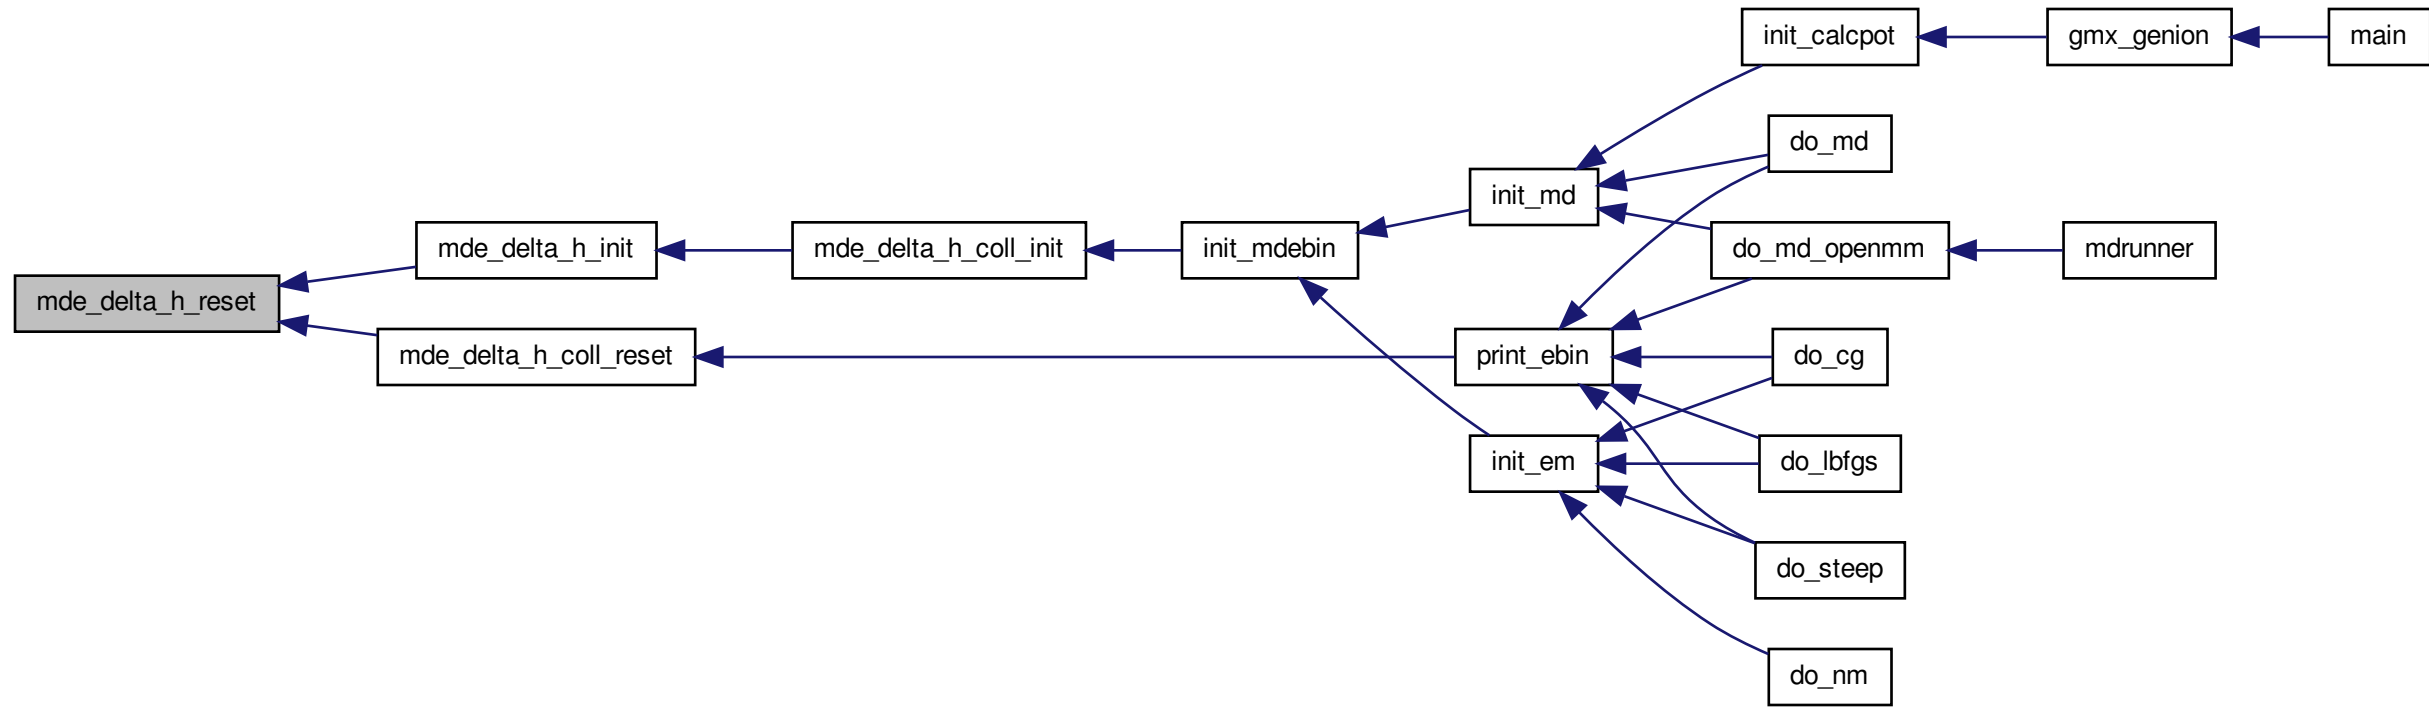 init_calcpot
gmx_genion
main
do_md
init_md
mde_delta_h_init
mde_delta_h_coll_init
init_mdebin
do_md_openmm
mdrunner
mde_delta_h_reset
mde_delta_h_coll_reset
print_ebin
do_cg
init_em
do_lbfgs
do_steep
do_nm